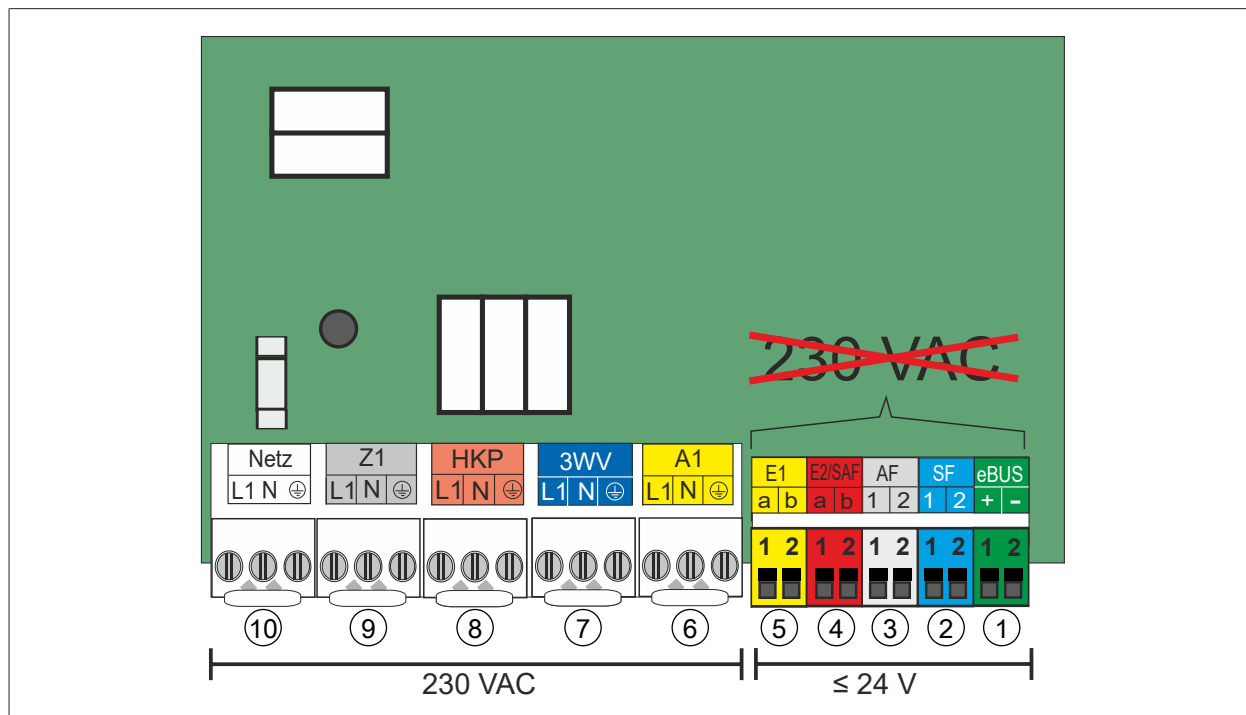 230 VAC
Netz Z1 HKP 3WV A1
L1 N L1 N L1 N L1 N L1 N
E1 E2/SAF AF SF eBUS
a b a b 1 2 1 2 + -
1 2 1 2 1 2 1 2 1 2
10 9 8 7 6 5 4 3 2 1
230 VAC ≤ 24 V